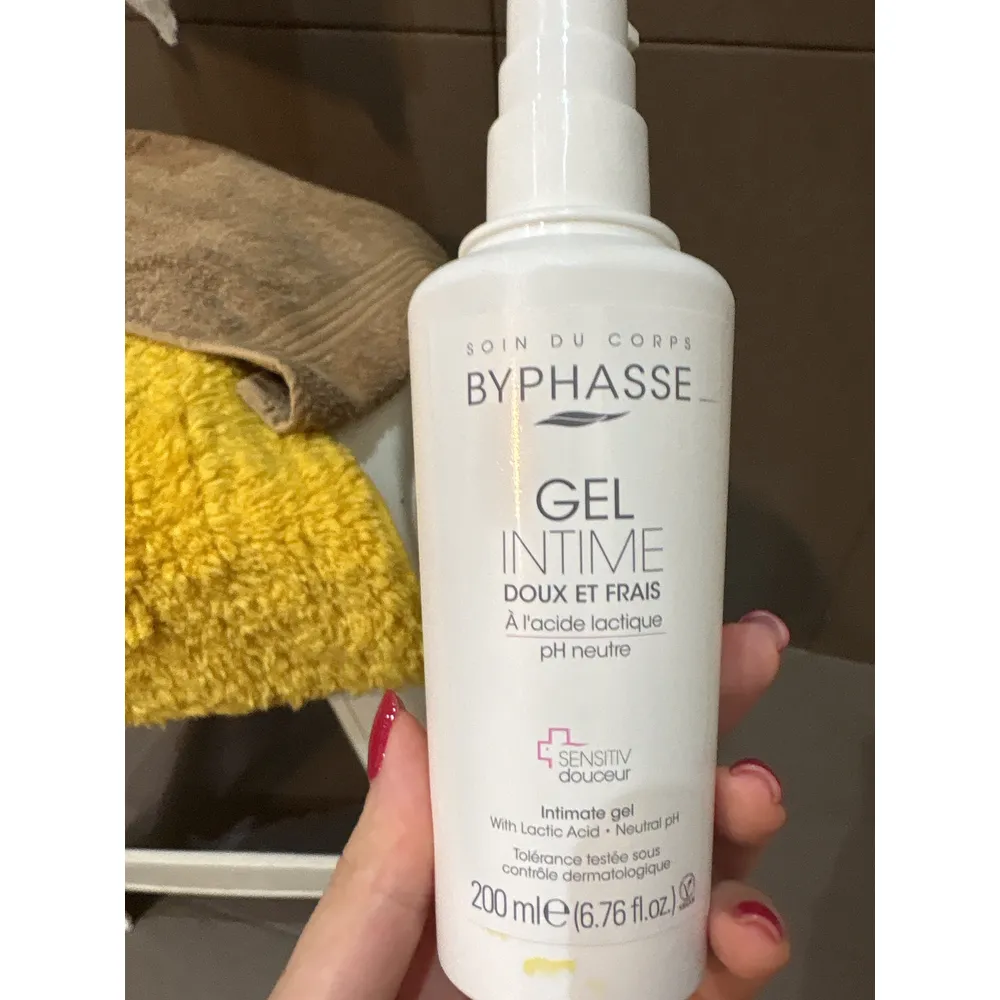 SOIN DU CORPS
BYPHASSE
GEL
INTIME
DOUX ET FRAIS
À l'acide lactique
pH neutre
SENSITIV
douceur
Intimate gel
With Lactic Acid • Neutral pH
Tolérance testée sous
contrôle dermatologique
200 ml e (6.76 fl.oz.)